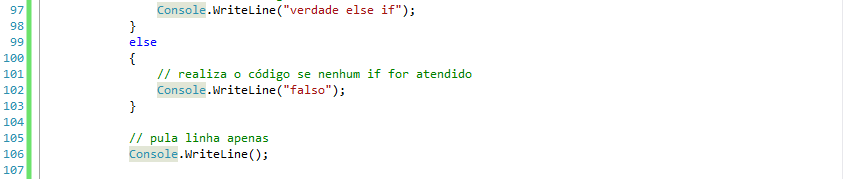 97 Console.WriteLine("verdade else if");
98 }
99 else
100 {
101 // realiza o código se nenhum if for atendido
102 Console.WriteLine("falso");
103 }
104
105 // pula linha apenas
106 Console.WriteLine();
107